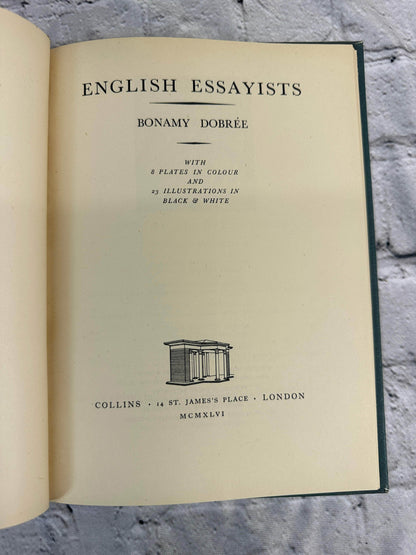 ENGLISH ESSAYISTS
BONAMY DOBRÉE
WITH
8 PLATES IN COLOUR
AND
23 ILLUSTRATIONS IN
BLACK & WHITE
COLLINS · 14 ST. JAMES'S PLACE · LONDON
MCMXLVI